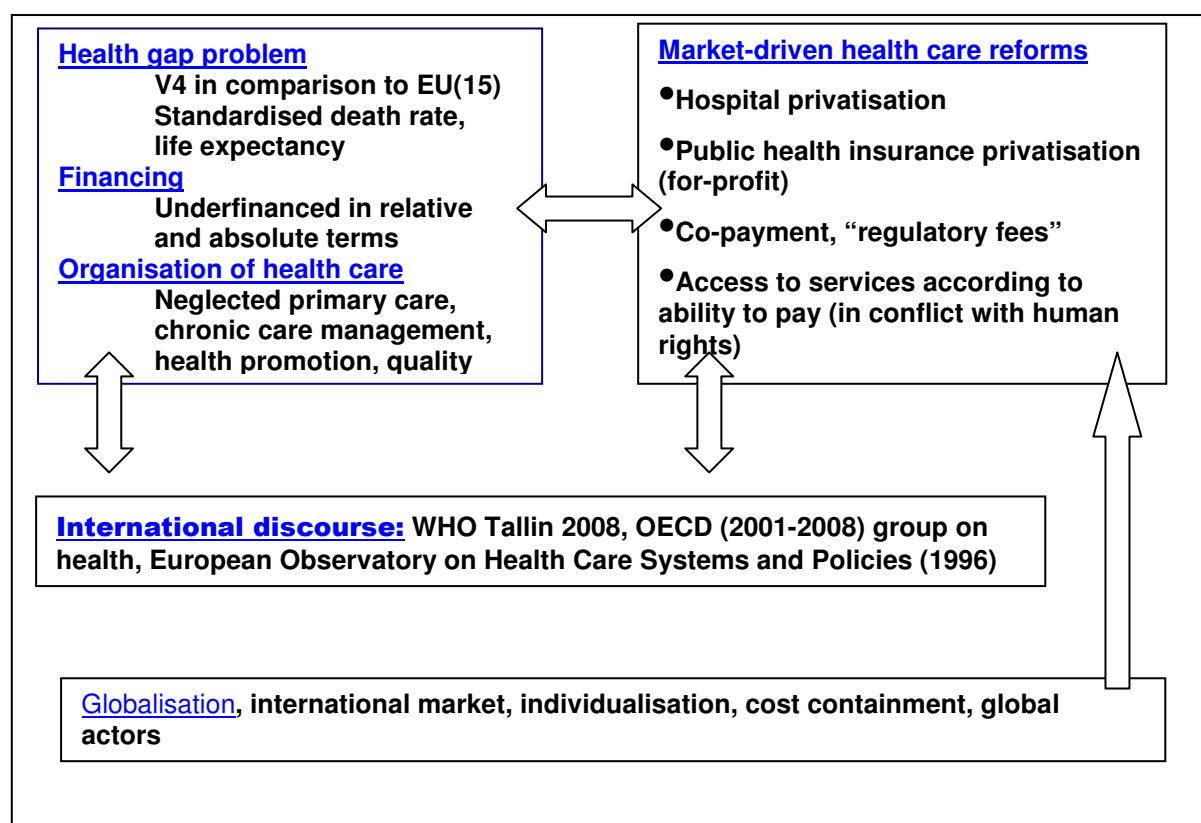 Health gap problem
V4 in comparison to EU(15)
Standardised death rate,
life expectancy
Financing
Underfinanced in relative
and absolute terms
Organisation of health care
Neglected primary care,
chronic care management,
health promotion, quality
Market-driven health care reforms
•Hospital privatisation
•Public health insurance privatisation
(for-profit)
•Co-payment, “regulatory fees”
•Access to services according to
ability to pay (in conflict with human
rights)
International discourse: WHO Tallin 2008, OECD (2001-2008) group on
health, European Observatory on Health Care Systems and Policies (1996)
Globalisation, international market, individualisation, cost containment, global
actors